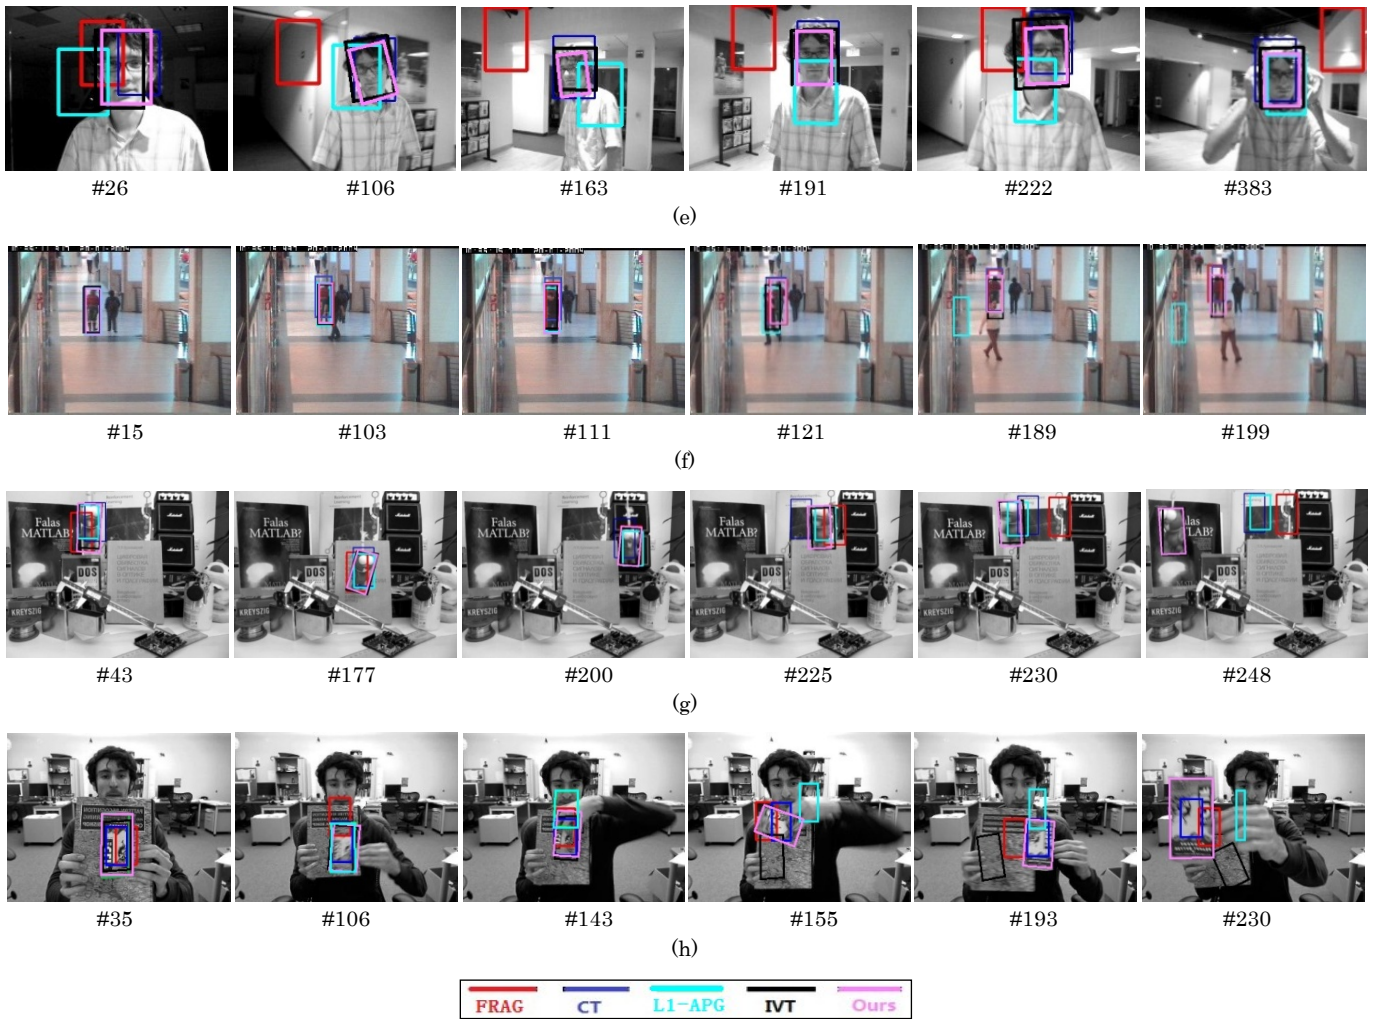 #26 #106 #163 #191 #222 #383
(e)
#15 #103 #111 #121 #189 #199
(f)
Falas MATLAB? DOS KREYSZIG Marshall
#43 #177 #200 #225 #230 #248
(g)
#35 #106 #143 #155 #193 #230
(h)
FRAG CT L1-APG IVT Ours